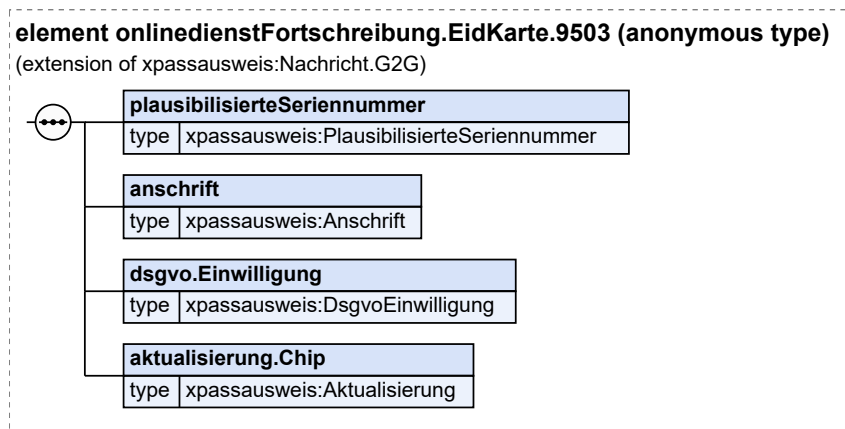 element onlinedienstFortschreibung.EidKarte.9503 (anonymous type)
(extension of xpassausweis:Nachricht.G2G)
plausibilisierteSeriennummer
type xpassausweis:PlausibilisierteSeriennummer
anschrift
type xpassausweis:Anschrift
dsgvo.Einwilligung
type xpassausweis:DsgvoEinwilligung
aktualisierung.Chip
type xpassausweis:Aktualisierung